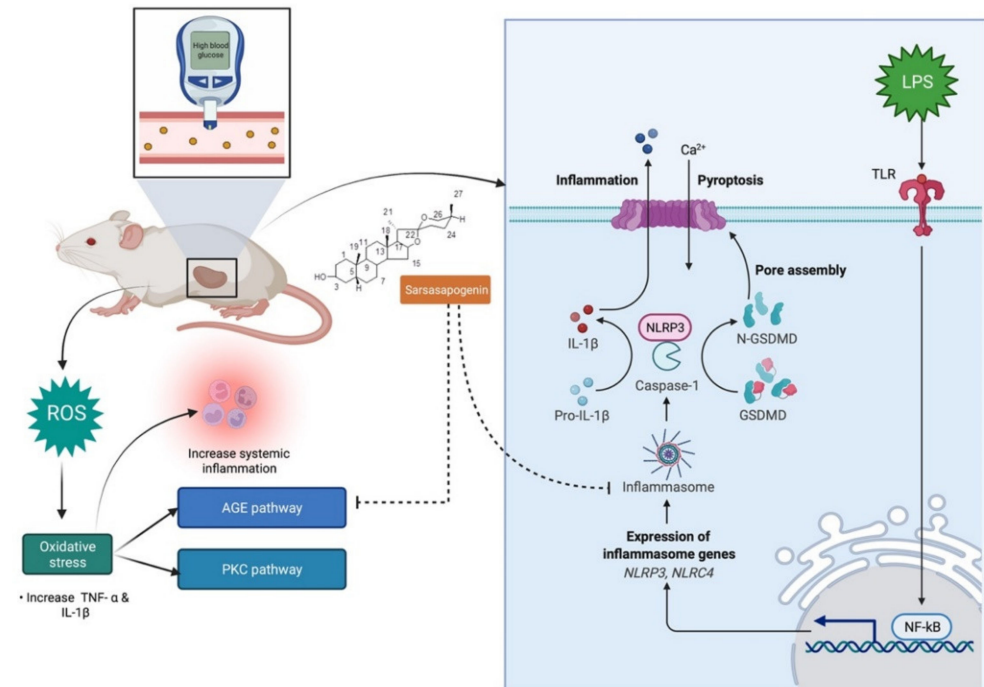 High blood
glucose
LPS
TLR
Ca²⁺
Inflammation
Pyroptosis
27
21
26
H
O
18
22
24
19
11
13
17
O
1
15
9
5
HO
3
7
H
Sarsasapogenin
Pore assembly
NLRP3
IL-1β
N-GSDMD
Caspase-1
Pro-IL-1β
GSDMD
ROS
Increase systemic
inflammation
Inflammasome
AGE pathway
Oxidative
stress
PKC pathway
Expression of
inflammasome genes
NLRP3, NLRC4
• Increase TNF- α &
IL-1β
NF-kB